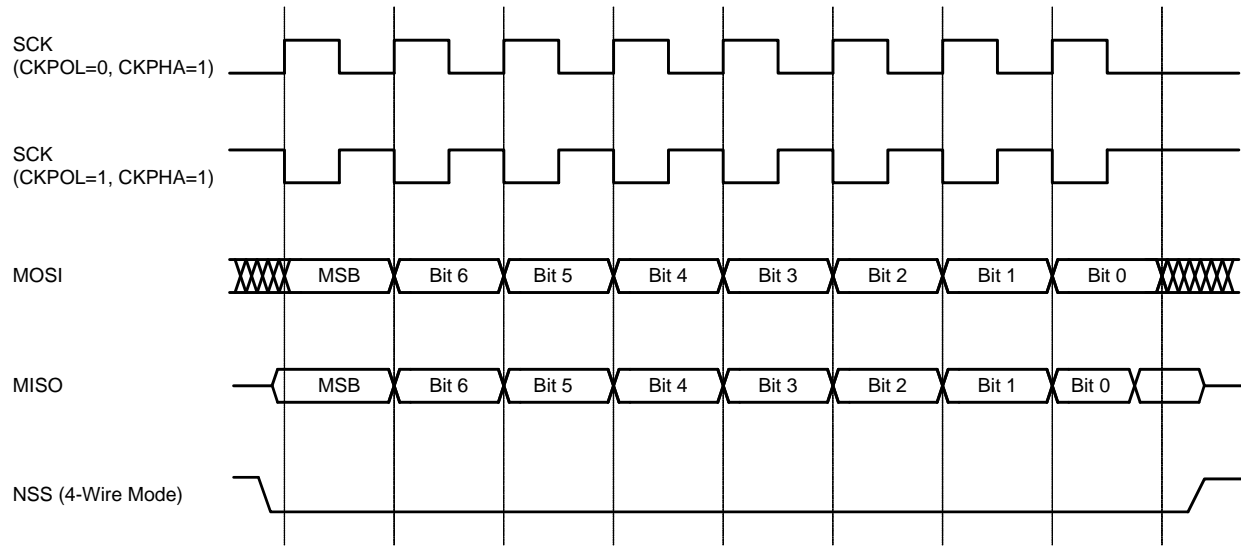 SCK
(CKPOL=0, CKPHA=1)
SCK
(CKPOL=1, CKPHA=1)
MOSI MSB Bit 6 Bit 5 Bit 4 Bit 3 Bit 2 Bit 1 Bit 0
MISO MSB Bit 6 Bit 5 Bit 4 Bit 3 Bit 2 Bit 1 Bit 0
NSS (4-Wire Mode)